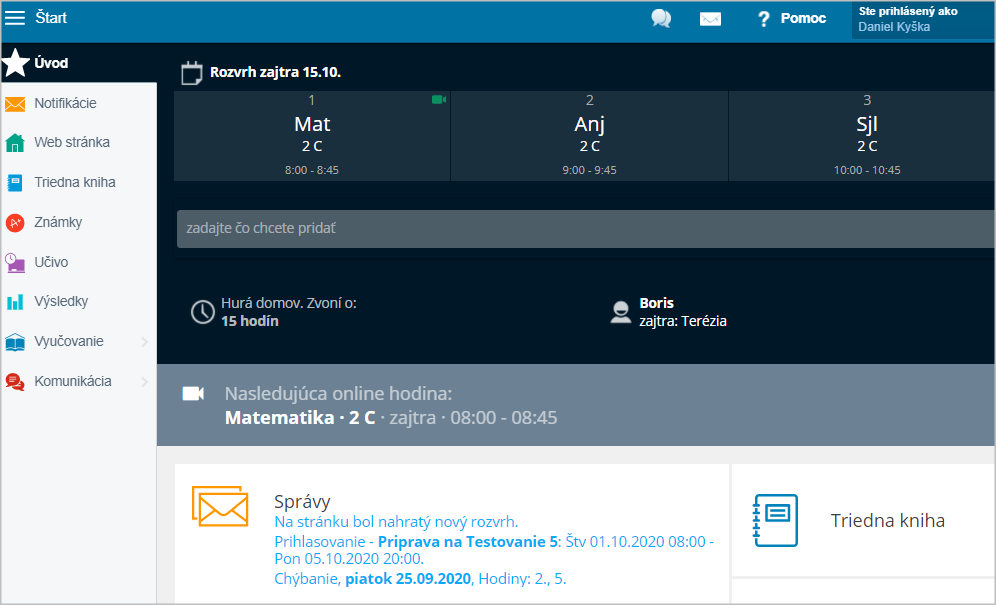 Štart
? Pomoc
Ste prihlásený ako
Daniel Kyška
Úvod
Notifikácie
Web stránka
Triedna kniha
Známky
Učivo
Výsledky
Vyučovanie
Komunikácia
Rozvrh zajtra 15.10.
1
Mat
2 C
8:00 - 8:45
2
Anj
2 C
9:00 - 9:45
3
Sjl
2 C
10:00 - 10:45
zadajte čo chcete pridať
Hurá domov. Zvoní o:
15 hodín
Boris
zajtra: Terézia
Nasledujúca online hodina:
Matematika · 2 C · zajtra · 08:00 - 08:45
Správy
Na stránku bol nahratý nový rozvrh.
Prihlasovanie - Priprava na Testovanie 5: Štv 01.10.2020 08:00 -
Pon 05.10.2020 20:00.
Chýbanie, piatok 25.09.2020, Hodiny: 2., 5.
Triedna kniha